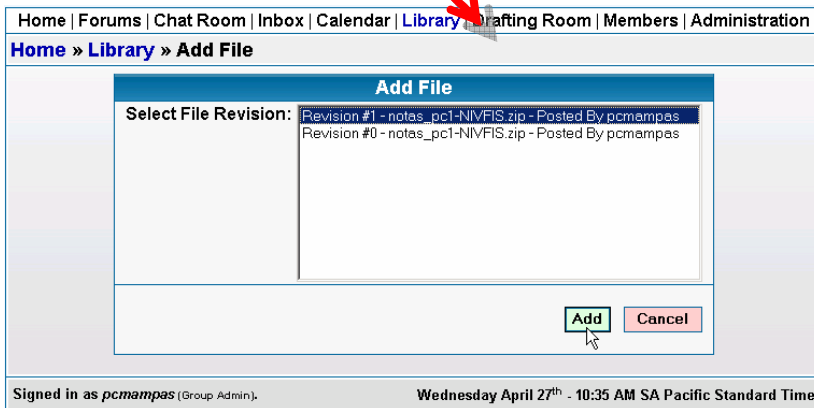 Home | Forums | Chat Room | Inbox | Calendar | Library | Drafting Room | Members | Administration
Home » Library » Add File
Add File
Select File Revision:
Revision #1 - notas_pc1-NIVFIS.zip - Posted By pcmampas
Revision #0 - notas_pc1-NIVFIS.zip - Posted By pcmampas
Add Cancel
Signed in as pcmampas (Group Admin). Wednesday April 27th - 10:35 AM SA Pacific Standard Time